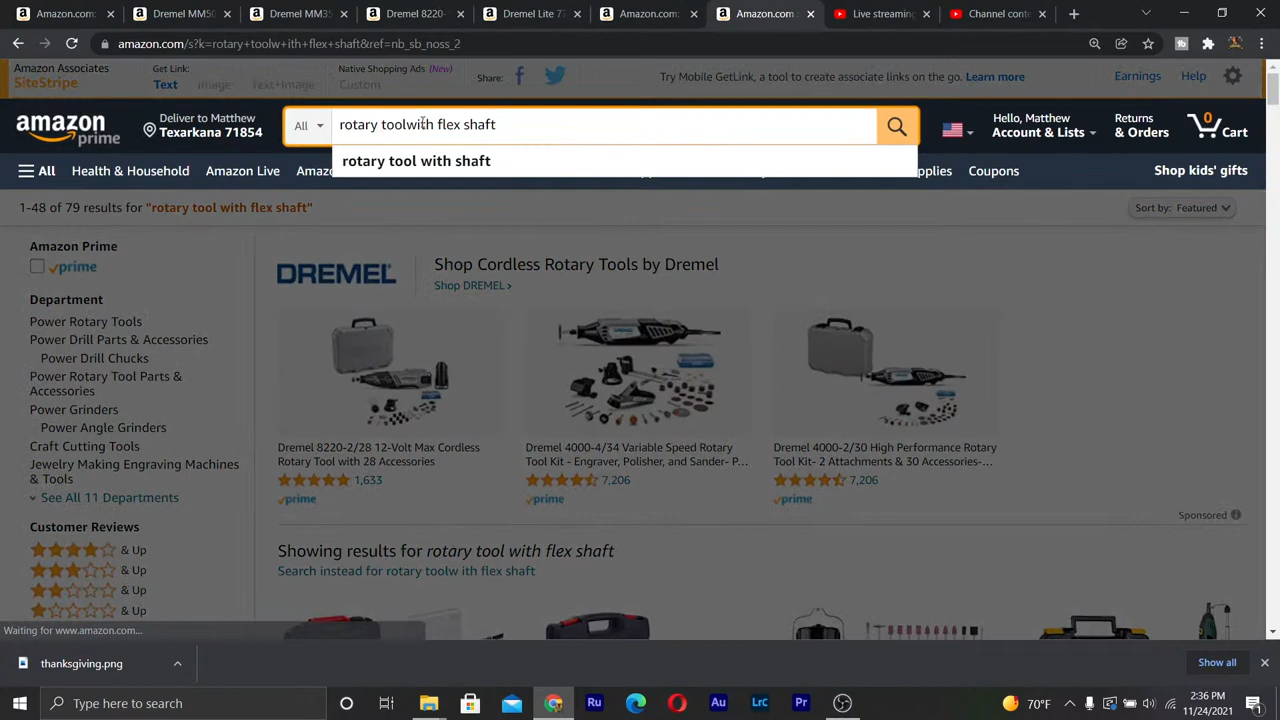 Amazon.com:
Dremel MM50
Dremel MM35
Dremel 8220-
Dremel Lite 77
Amazon.com:
Amazon.com
Live streaming
Channel conte
amazon.com/s?k=rotary+toolw+ith+flex+shaft&ref=nb_sb_noss_2
Amazon Associates
SiteStripe
Get Link:
Text
Image
Text+Image
Native Shopping Ads (New)
Custom
Share:
Try Mobile GetLink, a tool to create associate links on the go. Learn more
Earnings
Help
amazon
prime
Deliver to Matthew
Texarkana 71854
All
rotary toolwith flex shaft
rotary tool with shaft
Hello, Matthew
Account & Lists
Returns
& Orders
0
Cart
All
Health & Household
Amazon Live
Coupons
Shop kids' gifts
1-48 of 79 results for "rotary tool with flex shaft"
Sort by: Featured
Amazon Prime
prime
Department
Power Rotary Tools
Power Drill Parts & Accessories
Power Drill Chucks
Power Rotary Tool Parts &
Accessories
Power Grinders
Power Angle Grinders
Craft Cutting Tools
Jewelry Making Engraving Machines
& Tools
See All 11 Departments
Customer Reviews
& Up
& Up
& Up
& Up
DREMEL
Shop Cordless Rotary Tools by Dremel
Shop DREMEL ›
Dremel 8220-2/28 12-Volt Max Cordless
Rotary Tool with 28 Accessories
1,633
prime
Dremel 4000-4/34 Variable Speed Rotary
Tool Kit - Engraver, Polisher, and Sander- P...
7,206
prime
Dremel 4000-2/30 High Performance Rotary
Tool Kit- 2 Attachments & 30 Accessories-...
7,206
prime
Sponsored
Showing results for rotary tool with flex shaft
Search instead for rotary toolw ith flex shaft
Waiting for www.amazon.com...
thanksgiving.png
Show all
Type here to search
Ru
Au
LrC
Pr
70°F
2:36 PM
11/24/2021